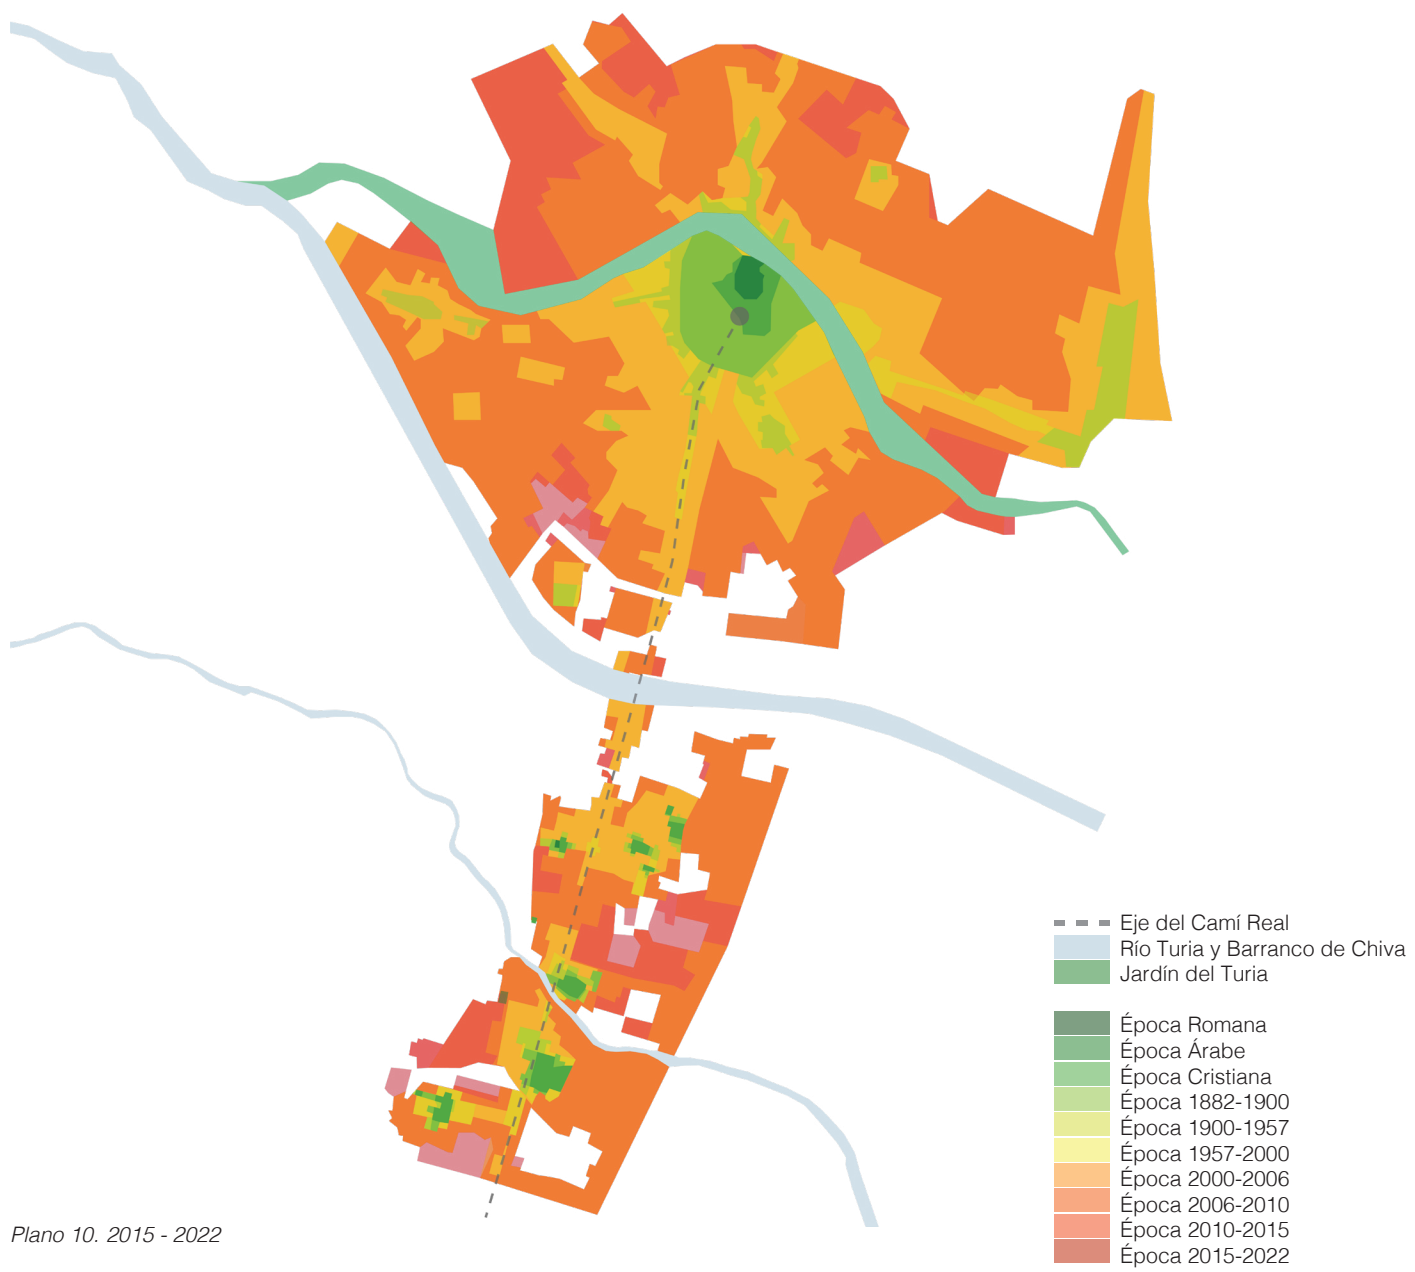 Eje del Camí Real
Río Turia y Barranco de Chiva
Jardín del Turia
Época Romana
Época Árabe
Época Cristiana
Época 1882-1900
Época 1900-1957
Época 1957-2000
Época 2000-2006
Época 2006-2010
Época 2010-2015
Época 2015-2022
Plano 10. 2015 - 2022